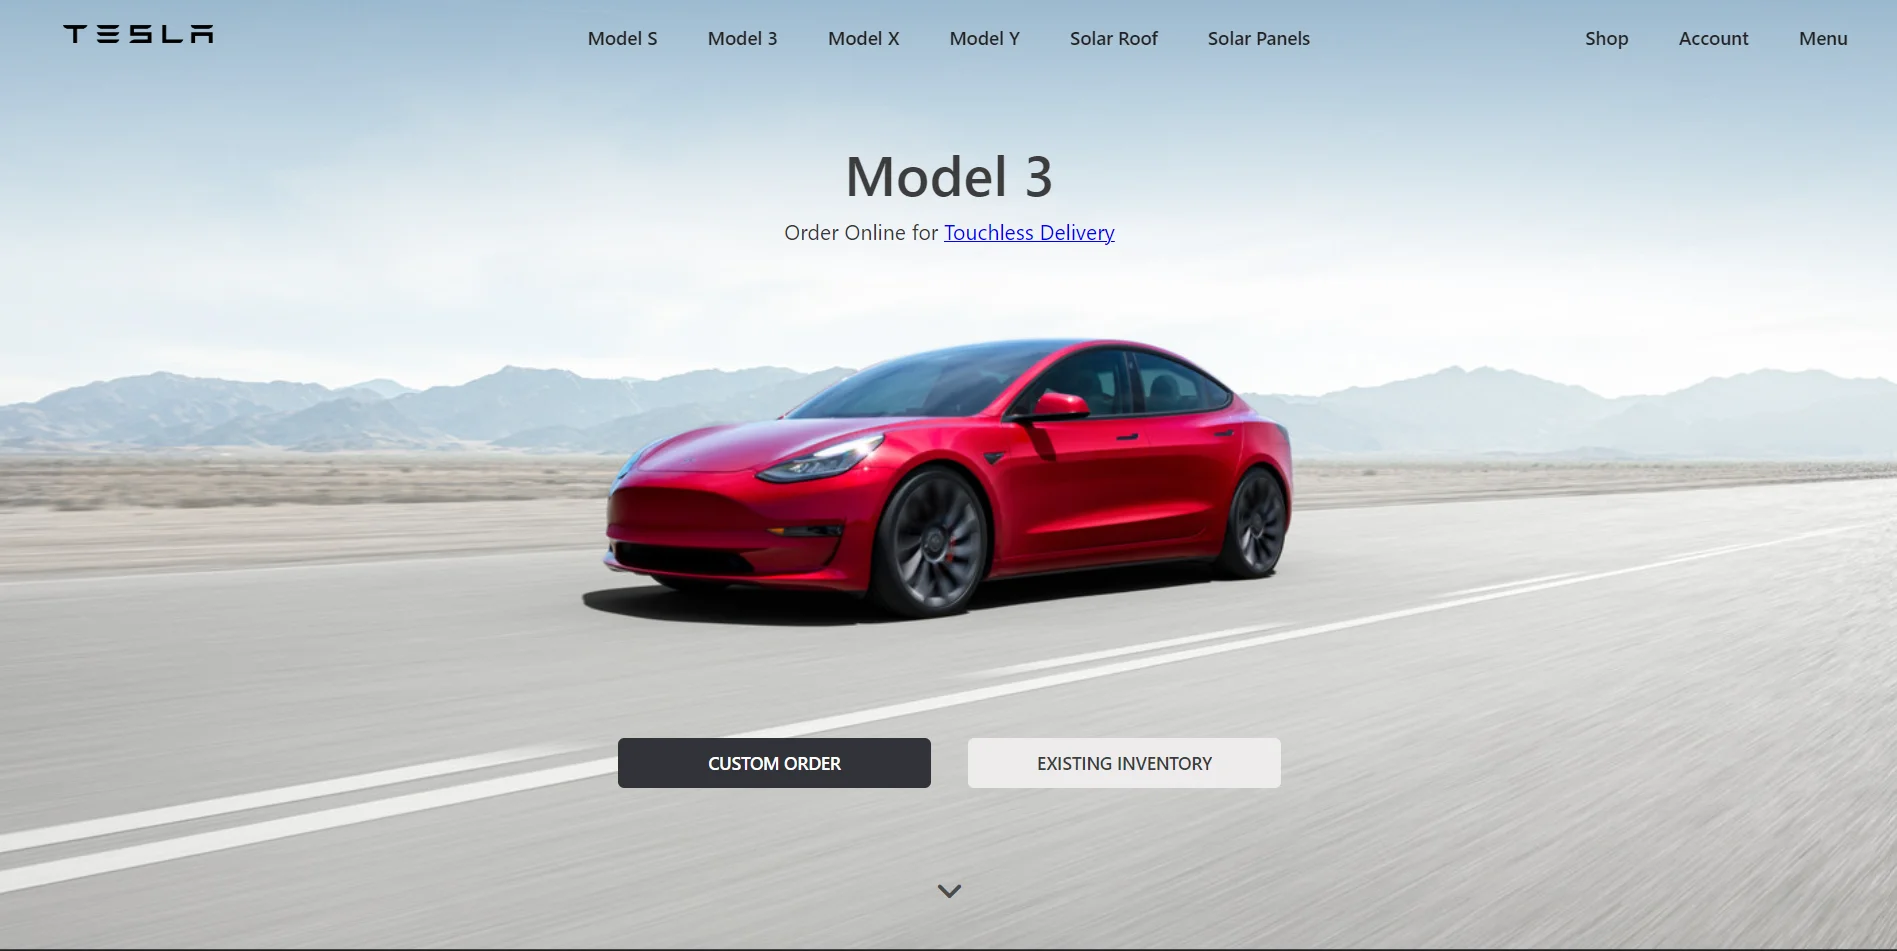 TESLA
Model S Model 3 Model X Model Y Solar Roof Solar Panels Shop Account Menu
Model 3
Order Online for Touchless Delivery
CUSTOM ORDER
EXISTING INVENTORY